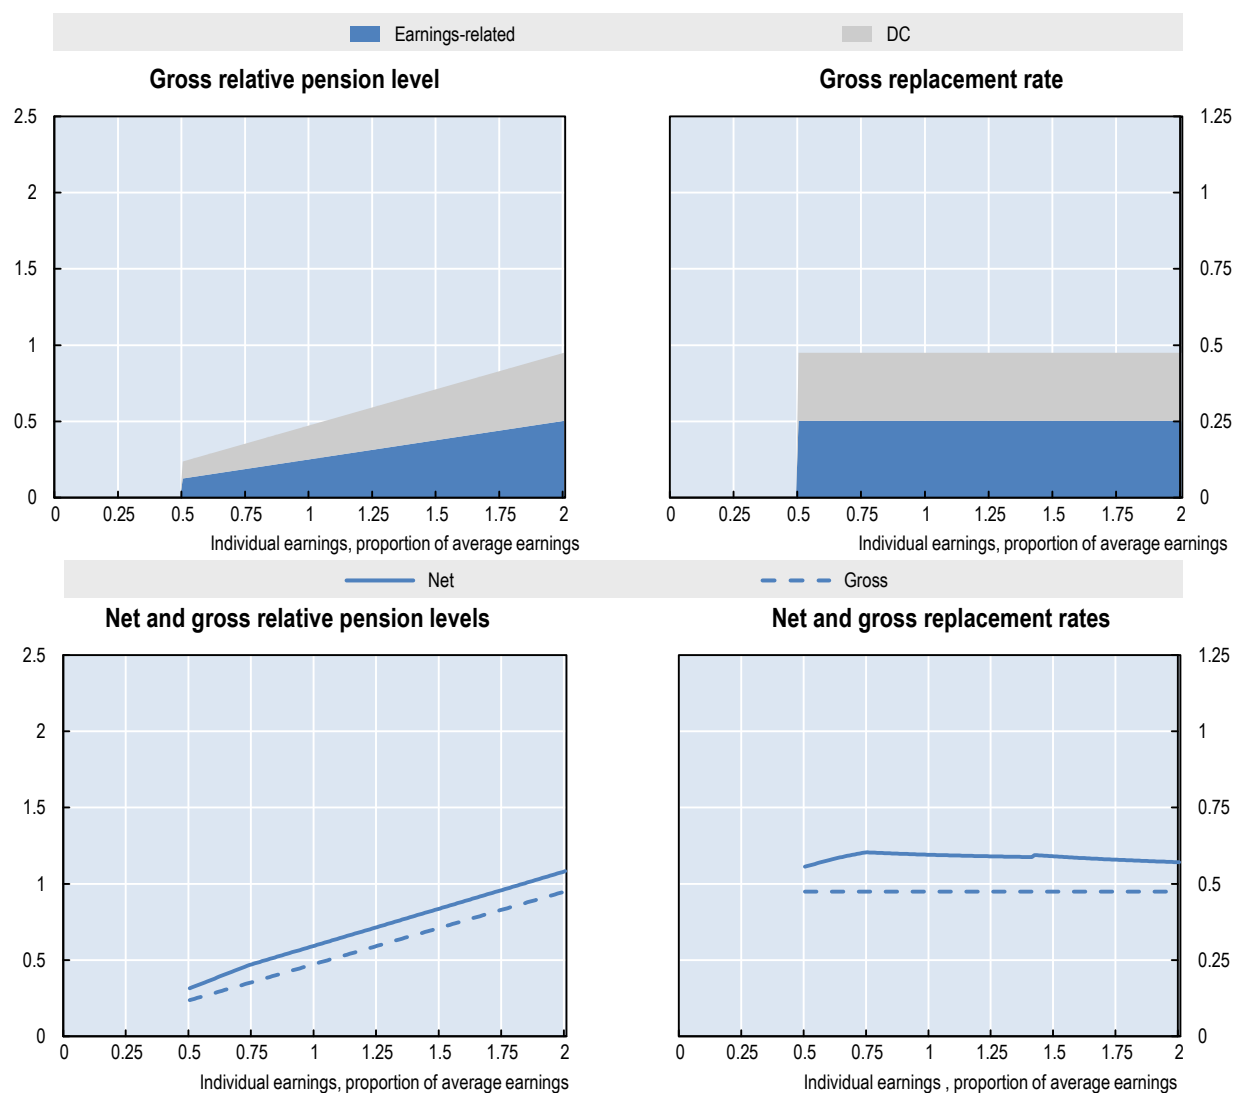 Earnings-related DC
Gross relative pension level Gross replacement rate
2.5 1.25
2 1
1.5 0.75
1 0.5
0.5 0.25
0 0
0 0.25 0.5 0.75 1 1.25 1.5 1.75 2 0 0.25 0.5 0.75 1 1.25 1.5 1.75 2
Individual earnings, proportion of average earnings Individual earnings, proportion of average earnings
Net Gross
Net and gross relative pension levels Net and gross replacement rates
2.5 1.25
2 1
1.5 0.75
1 0.5
0.5 0.25
0 0
0 0.25 0.5 0.75 1 1.25 1.5 1.75 2 0 0.25 0.5 0.75 1 1.25 1.5 1.75 2
Individual earnings, proportion of average earnings Individual earnings , proportion of average earnings